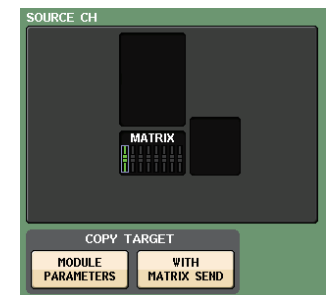 SOURCE CH
MATRIX
COPY TARGET
MODULE
PARAMETERS
WITH
MATRIX SEND